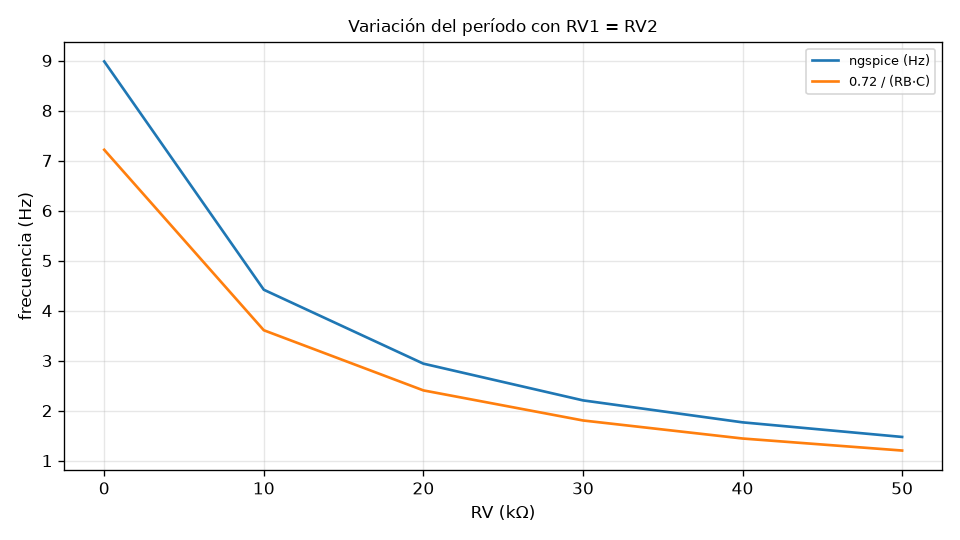 Variación del período con RV1 = RV2
ngspice (Hz)
0.72 / (RB·C)
frecuencia (Hz)
9
8
7
6
5
4
3
2
1
0 10 20 30 40 50
RV (kΩ)